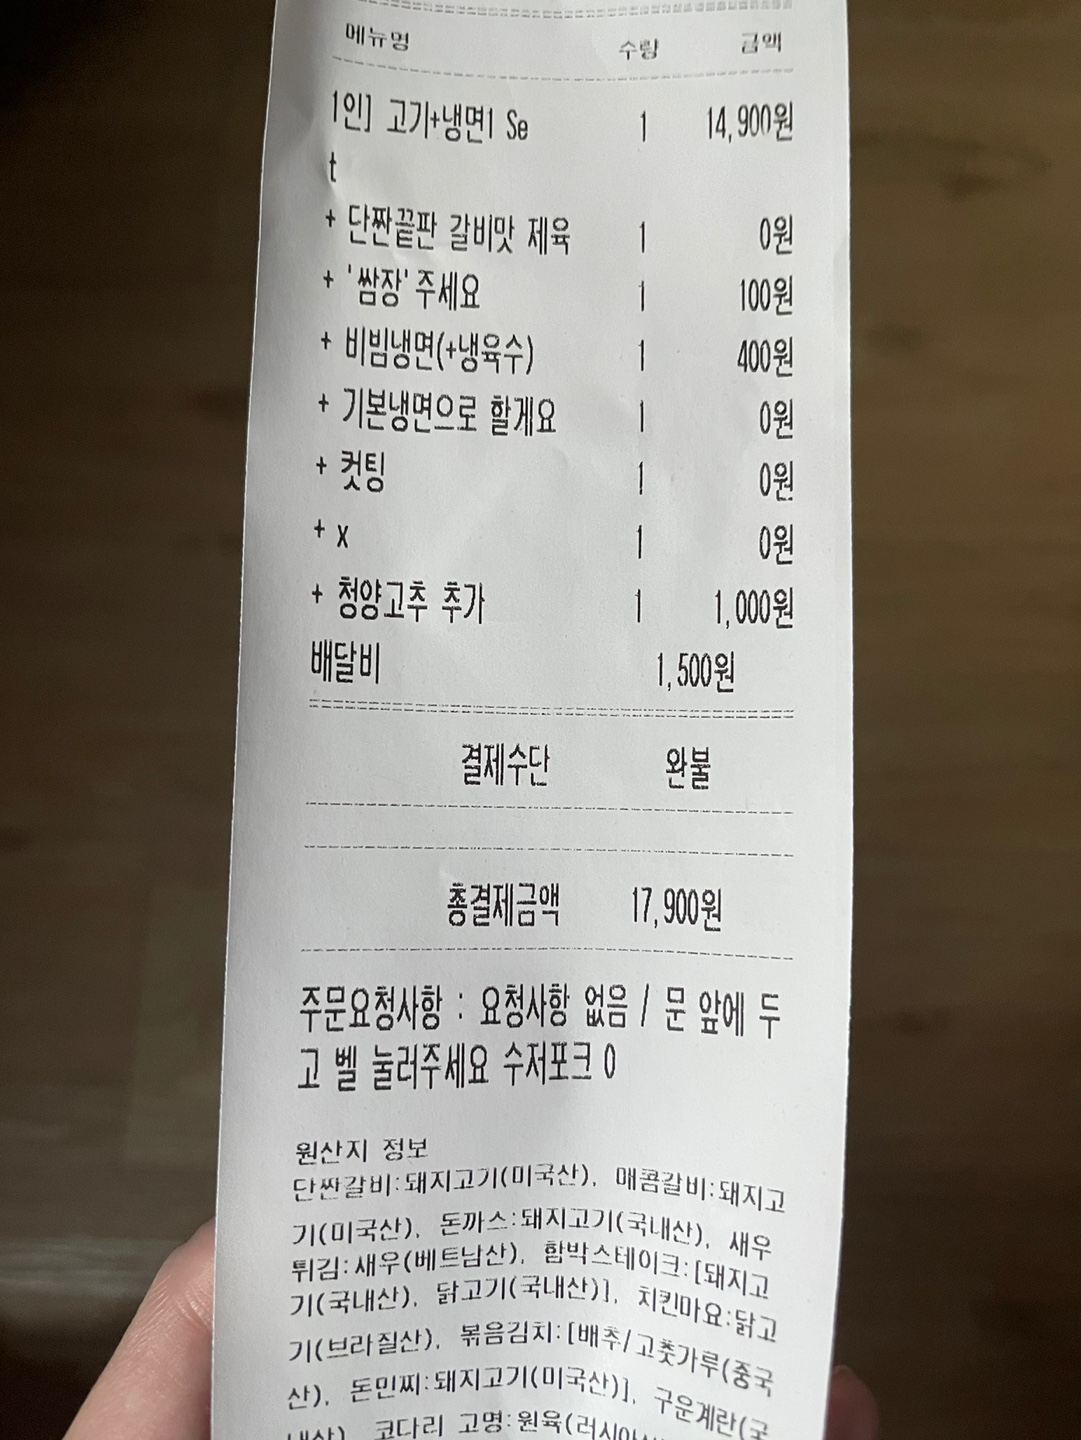 메뉴명 수량 금액
1인] 고기+냉면1 Se 1 14,900원
t
+ 단짠끝판 갈비맛 제육 1 0원
+ '쌈장' 주세요 1 100원
+ 비빔냉면(+냉육수) 1 400원
+ 기본냉면으로 할게요 1 0원
+ 컷팅 1 0원
+ x 1 0원
+ 청양고추 추가 1 1,000원
배달비 1,500원
결제수단 완불
총결제금액 17,900원
주문요청사항 : 요청사항 없음 / 문 앞에 두
고 벨 눌러주세요 수저포크 0
원산지 정보
단짠갈비:돼지고기(미국산), 매콤갈비:돼지고
기(미국산), 돈까스:돼지고기(국내산), 새우
튀김:새우(베트남산), 함박스테이크:[돼지고
기(국내산), 닭고기(국내산)], 치킨마요:닭고
기(브라질산), 볶음김치:[배추/고춧가루(중국
산), 돈민찌:돼지고기(미국산)], 구운계란(국
내산), 코다리 고명:원육(러시아